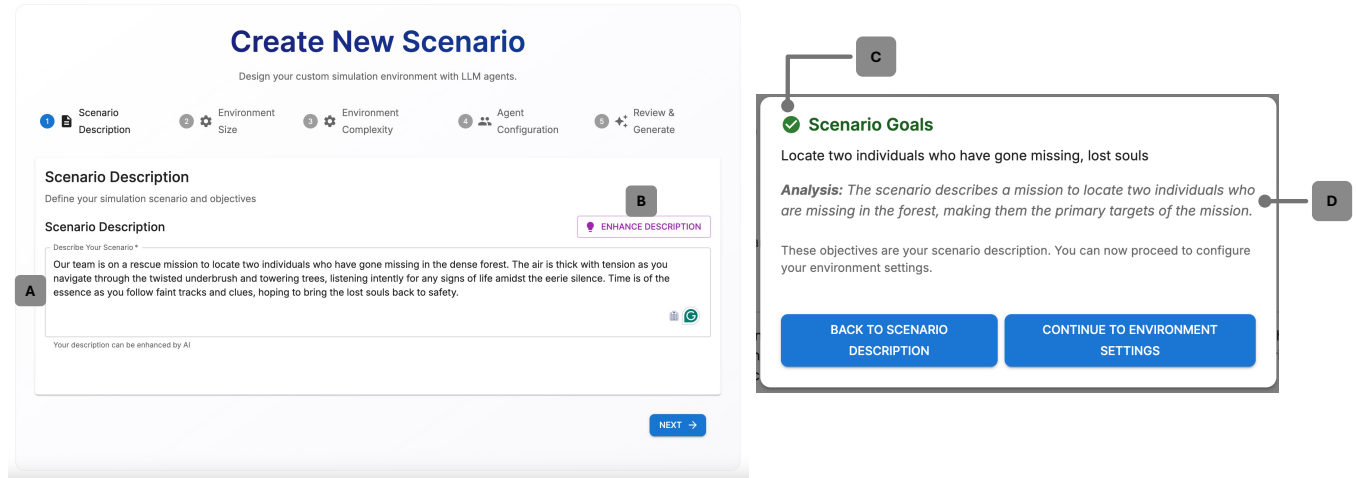 Create New Scenario
Design your custom simulation environment with LLM agents.
1 Scenario
Description
2 Environment
Size
3 Environment
Complexity
4 Agent
Configuration
5 Review &
Generate
Scenario Description
Define your simulation scenario and objectives
B
Scenario Description
ENHANCE DESCRIPTION
Describe Your Scenario *
A
Our team is on a rescue mission to locate two individuals who have gone missing in the dense forest. The air is thick with tension as you
navigate through the twisted underbrush and towering trees, listening intently for any signs of life amidst the eerie silence. Time is of the
essence as you follow faint tracks and clues, hoping to bring the lost souls back to safety.
G
Your description can be enhanced by AI
NEXT →
C
Scenario Goals
Locate two individuals who have gone missing, lost souls
Analysis: The scenario describes a mission to locate two individuals who
are missing in the forest, making them the primary targets of the mission.
D
These objectives are your scenario description. You can now proceed to configure
your environment settings.
BACK TO SCENARIO
DESCRIPTION
CONTINUE TO ENVIRONMENT
SETTINGS